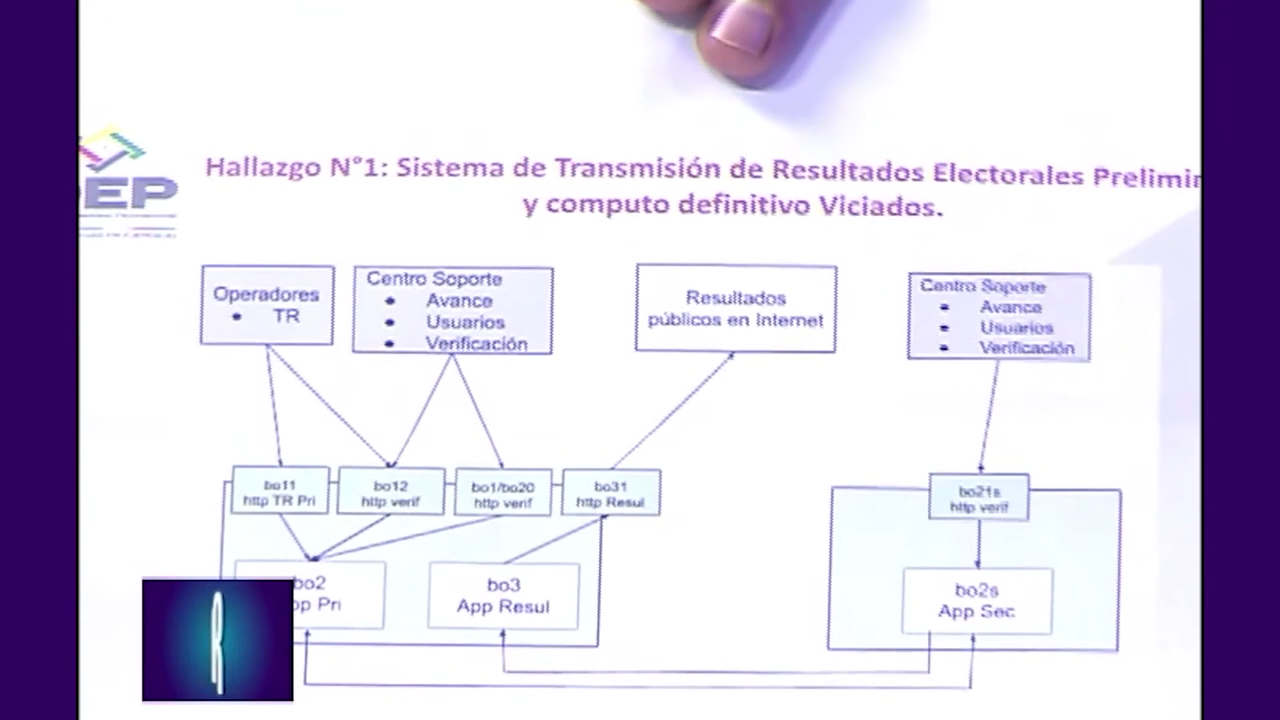 EP
Hallazgo N°1: Sistema de Transmisión de Resultados Electorales Prelimin
y computo definitivo Viciados.
Operadores
• TR
Centro Soporte
• Avance
• Usuarios
• Verificación
Resultados
públicos en Internet
Centro Soporte
• Avance
• Usuarios
• Verificación
bo11
http TR Pri
bo12
http verif
bo1/bo20
http verif
bo31
http Resul
bo21s
http verif
bo2
pp Pri
bo3
App Resul
bo2s
App Sec
R